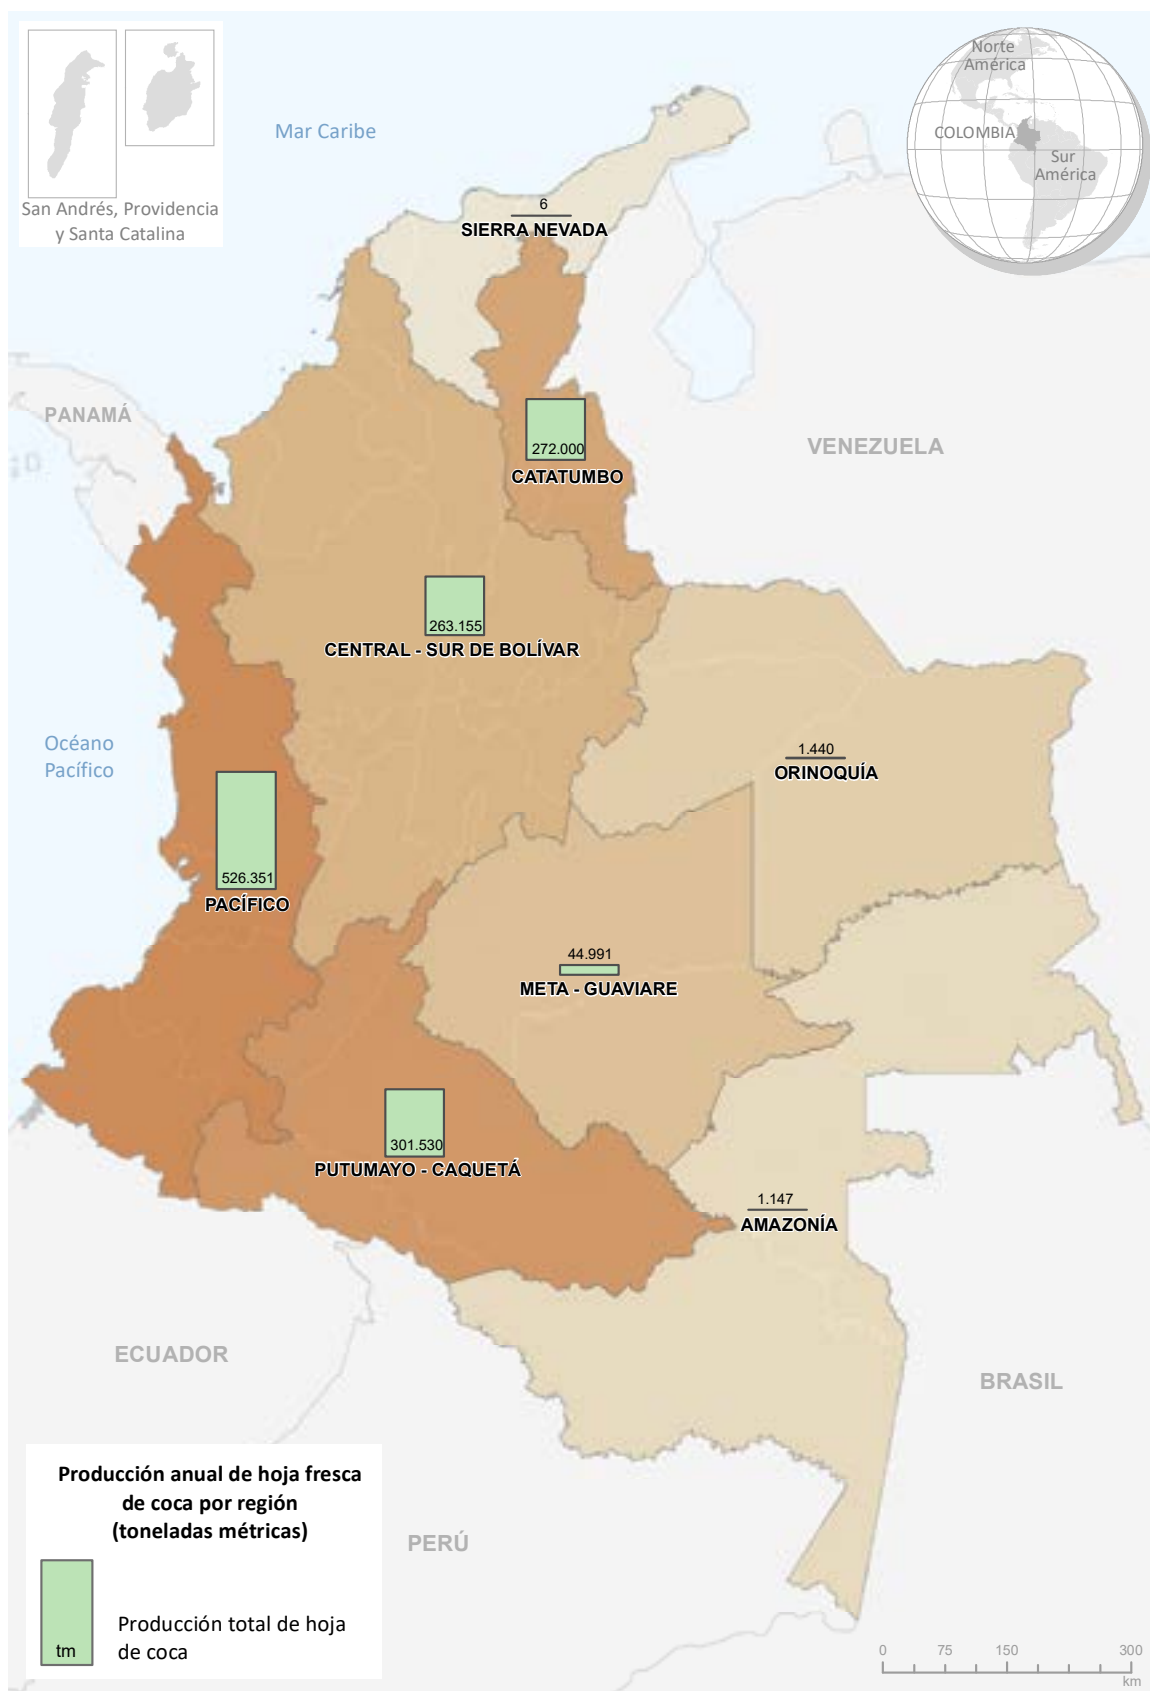 Norte
América
COLOMBIA
Sur
América
Mar Caribe
San Andrés, Providencia
y Santa Catalina
6
SIERRA NEVADA
PANAMÁ
VENEZUELA
272.000
CATATUMBO
263.155
CENTRAL - SUR DE BOLÍVAR
Océano
Pacífico
1.440
ORINOQUÍA
526.351
PACÍFICO
44.991
META - GUAVIARE
301.530
PUTUMAYO - CAQUETÁ
1.147
AMAZONÍA
ECUADOR
BRASIL
PERÚ
Producción anual de hoja fresca
de coca por región
(toneladas métricas)
tm
Producción total de hoja
de coca
0 75 150 300
km